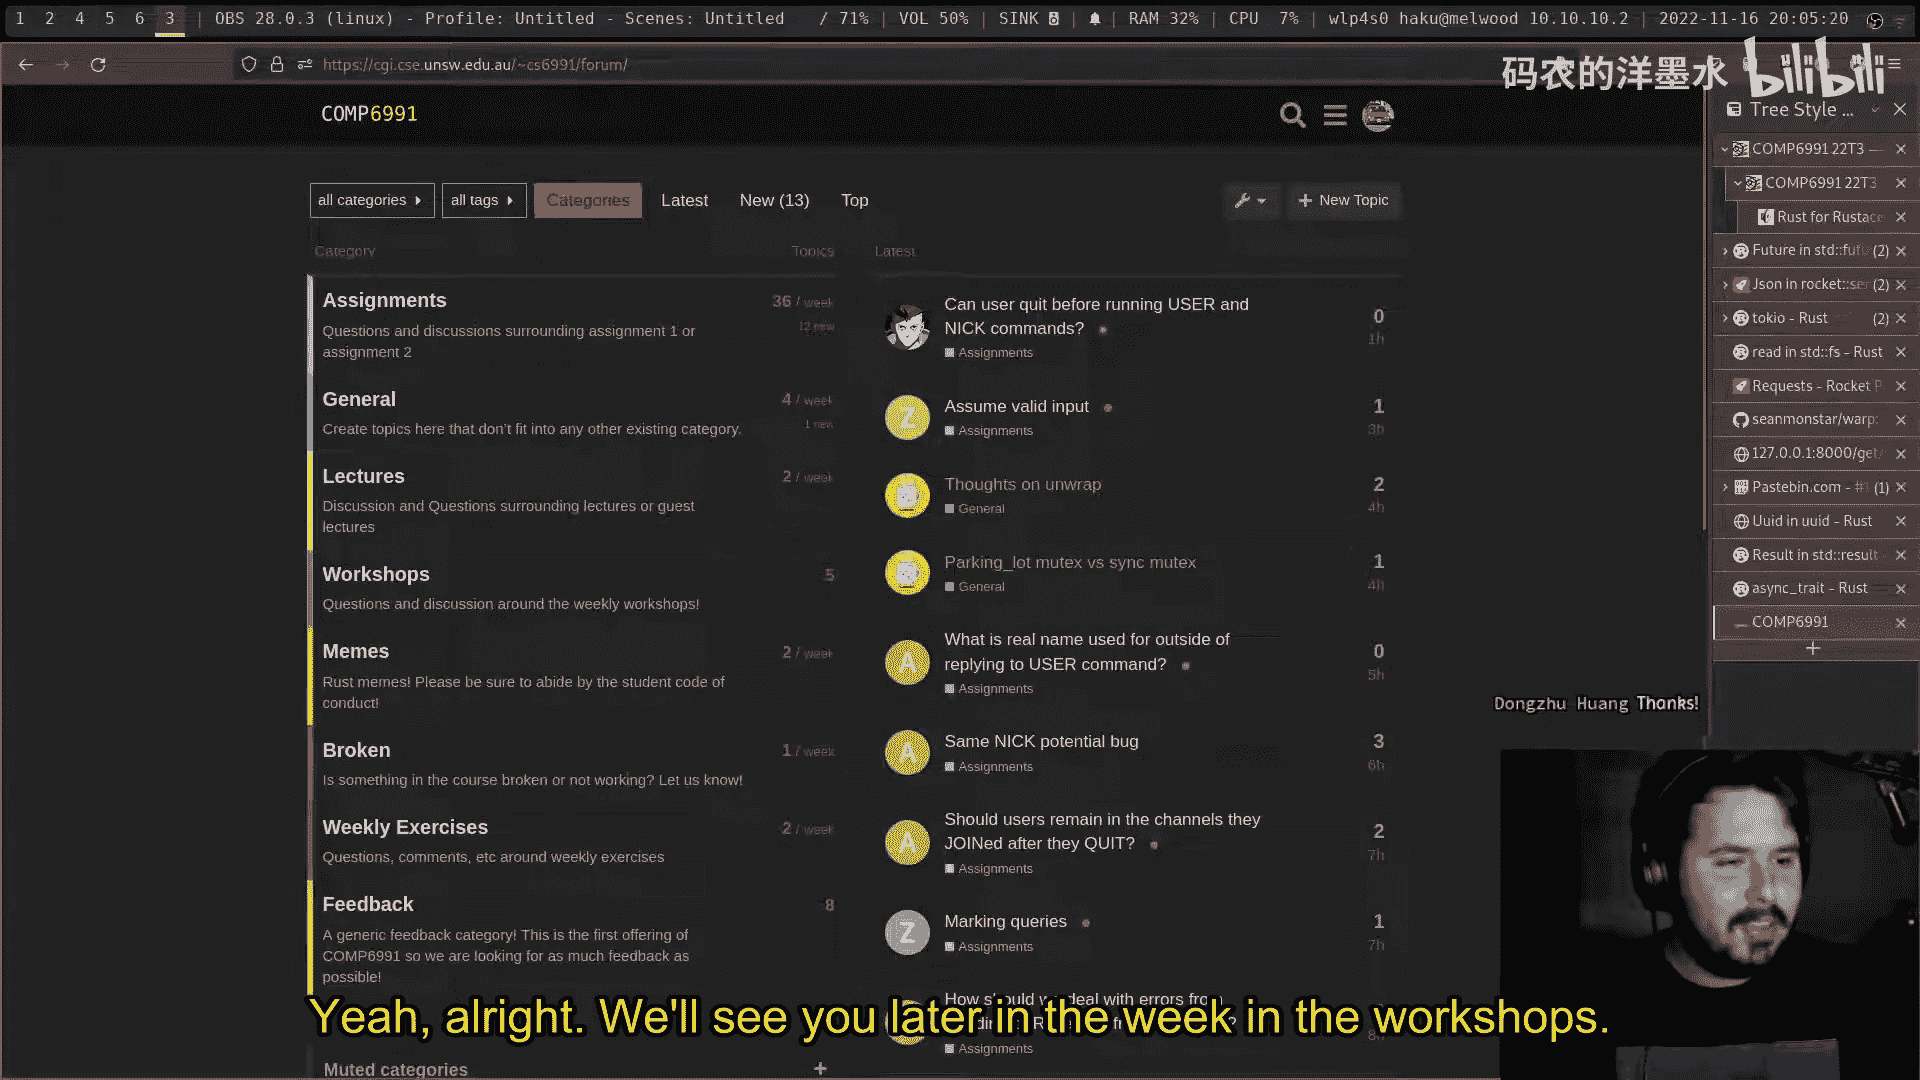 1 2 4 5 6 3 | OBS 28.0.3 (linux) - Profile: Untitled - Scenes: Untitled / 71% | VOL 50% | SINK | RAM 32% | CPU 7% | wlp4s0 haku@melwood 10.10.10.2 | 2022-11-16 20:05:20
https://cgi.cse.unsw.edu.au/~cs6991/forum/
码农的洋墨水 bilibili
COMP6991
all categories
all tags
Categories
Latest
New (13)
Top
New Topic
Category
Topics
Latest
Assignments
36 / week
12 new
Questions and discussions surrounding assignment 1 or
assignment 2
General
4 / week
1 new
Create topics here that don't fit into any other existing category.
Lectures
2 / week
Discussion and Questions surrounding lectures or guest
lectures
Workshops
5
Questions and discussion around the weekly workshops!
Memes
2 / week
Rust memes! Please be sure to abide by the student code of
conduct!
Broken
1 / week
Is something in the course broken or not working? Let us know!
Weekly Exercises
2 / week
Questions, comments, etc around weekly exercises
Feedback
8
A generic feedback category! This is the first offering of
COMP6991 so we are looking for as much feedback as
possible!
Muted categories
Can user quit before running USER and
NICK commands?
Assignments
0
1h
Z
Assume valid input
Assignments
1
3h
Thoughts on unwrap
General
2
4h
Parking_lot mutex vs sync mutex
General
1
4h
A
What is real name used for outside of
replying to USER command?
Assignments
0
5h
A
Same NICK potential bug
Assignments
3
6h
A
Should users remain in the channels they
JOINed after they QUIT?
Assignments
2
7h
Z
Marking queries
Assignments
1
7h
How should we deal with errors from
Assignments
Tree Style ...
COMP6991 22T3 —
COMP6991 22T3
Rust for Rustace
Future in std::futu (2)
Json in rocket::se (2)
tokio - Rust (2)
read in std::fs - Rust
Requests - Rocket P
seanmonstar/warp:
127.0.0.1:8000/get/
Pastebin.com - # (1)
Uuid in uuid - Rust
Result in std::result
async_trait - Rust
COMP6991
Dongzhu Huang Thanks!
Yeah, alright. We'll see you later in the week in the workshops.